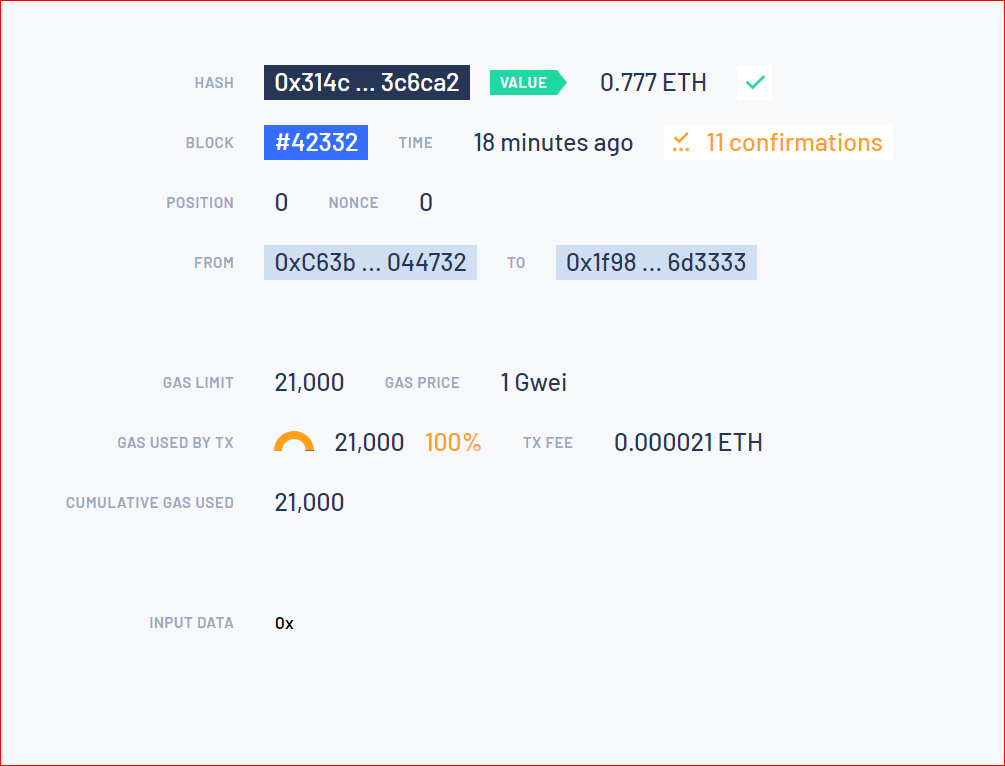 HASH 0x314c ... 3c6ca2 VALUE 0.777 ETH
BLOCK #42332 TIME 18 minutes ago 11 confirmations
POSITION 0 NONCE 0
FROM 0xC63b ... 044732 TO 0x1f98 ... 6d3333
GAS LIMIT 21,000 GAS PRICE 1 Gwei
GAS USED BY TX 21,000 100% TX FEE 0.000021 ETH
CUMULATIVE GAS USED 21,000
INPUT DATA 0x